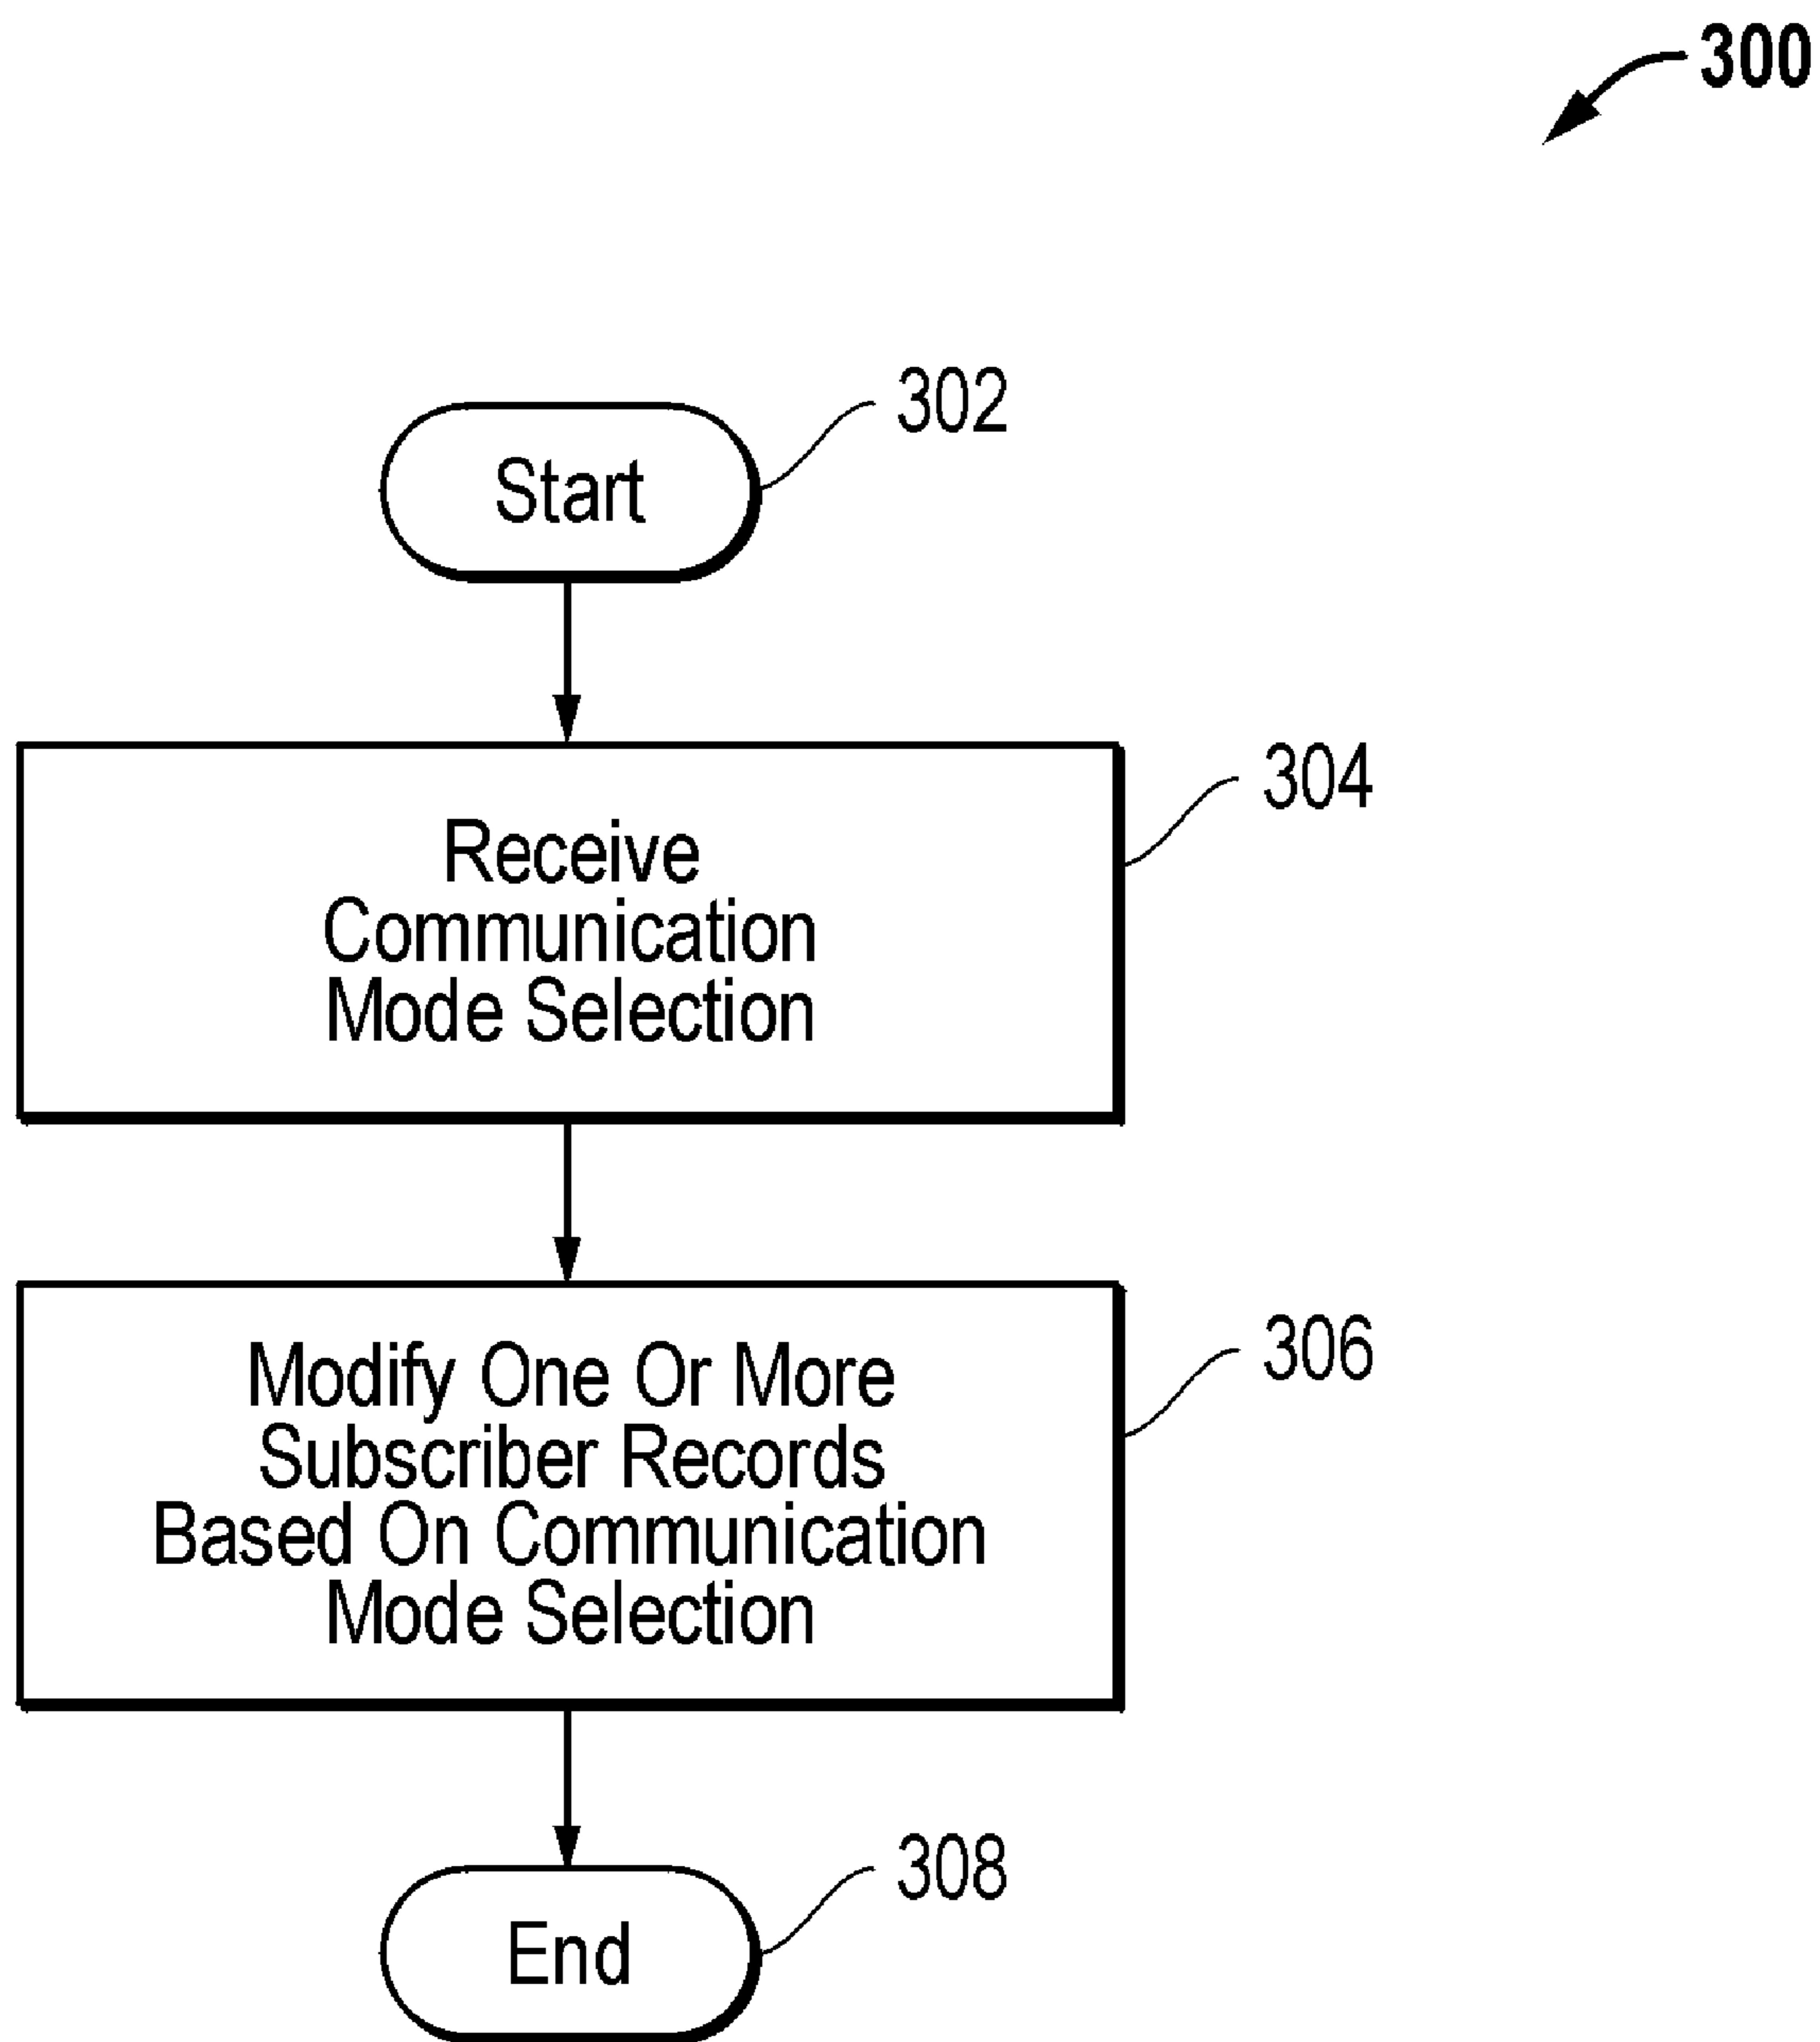 300
302
Start
304
Receive
Communication
Mode Selection
306
Modify One Or More
Subscriber Records
Based On Communication
Mode Selection
308
End